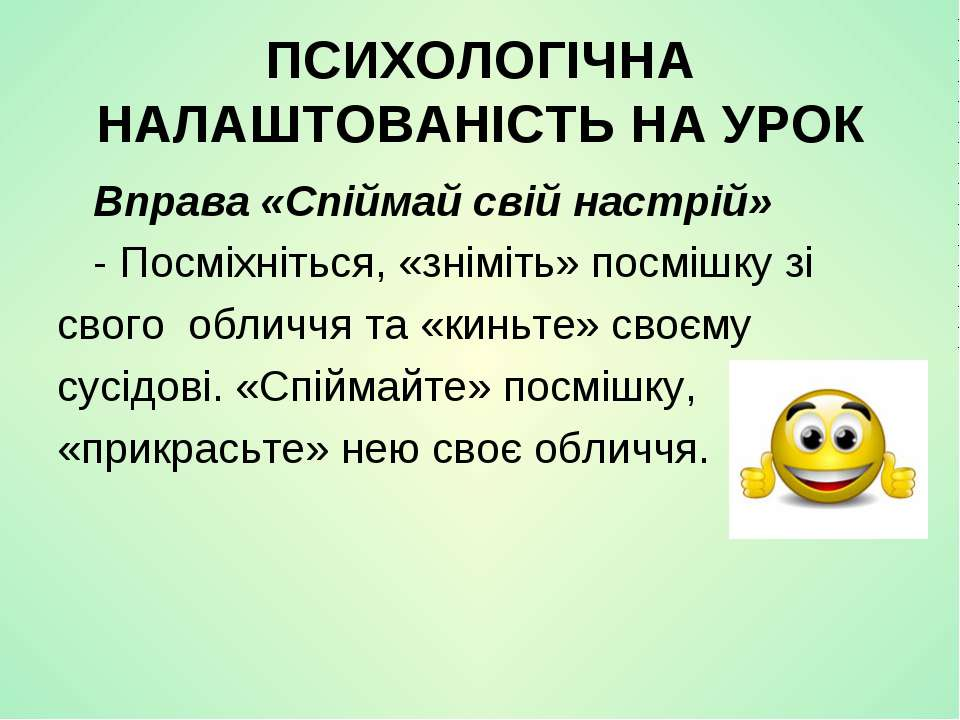 ПСИХОЛОГІЧНА
НАЛАШТОВАНІСТЬ НА УРОК
Вправа «Спіймай свій настрій»
- Посміхніться, «зніміть» посмішку зі
свого обличчя та «киньте» своєму
сусідові. «Спіймайте» посмішку,
«прикрасьте» нею своє обличчя.